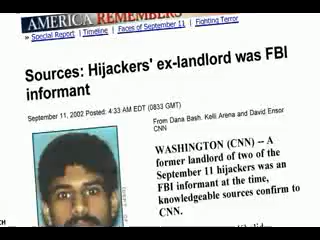 AMERICA REMEMBERS
» Special Report | Timeline | Faces of September 11 | Fighting Terror
Sources: Hijackers' ex-landlord was FBI
informant
September 11, 2002 Posted: 4:33 AM EDT (0833 GMT)
From Dana Bash, Kelli Arena and David Ensor
CNN
WASHINGTON (CNN) -- A
former landlord of two of the
September 11 hijackers was an
FBI informant at the time,
knowledgeable sources confirm to
CNN.